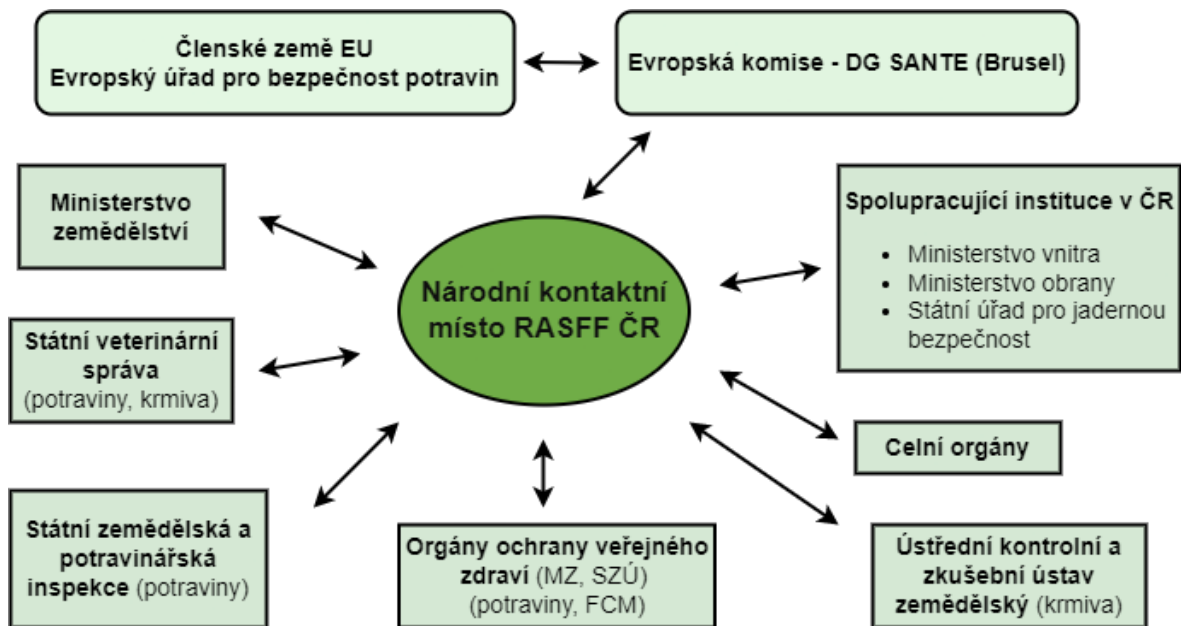 Členské země EU
Evropský úřad pro bezpečnost potravin
Evropská komise - DG SANTE (Brusel)
Ministerstvo
zemědělství
Spolupracující instituce v ČR
• Ministerstvo vnitra
• Ministerstvo obrany
• Státní úřad pro jadernou
bezpečnost
Národní kontaktní
místo RASFF ČR
Státní veterinární
správa
(potraviny, krmiva)
Celní orgány
Státní zemědělská a
potravinářská
inspekce (potraviny)
Orgány ochrany veřejného
zdraví (MZ, SZÚ)
(potraviny, FCM)
Ústřední kontrolní a
zkušební ústav
zemědělský (krmiva)